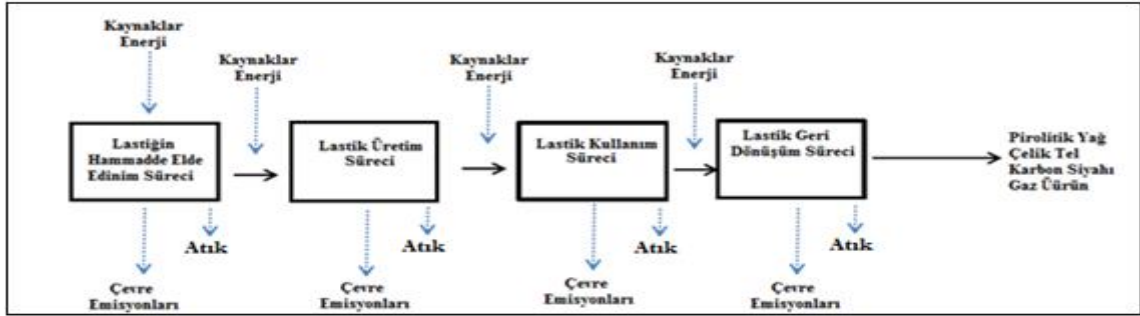 Kaynaklar
Enerji
Kaynaklar
Enerji
Kaynaklar
Enerji
Kaynaklar
Enerji
Lastiğin
Hammadde Elde
Edinim Süreci
Lastik Üretim
Süreci
Lastik Kullanım
Süreci
Lastik Geri
Dönüşüm Süreci
Pirolitik Yağ
Çelik Tel
Karbon Siyahı
Gaz Üürün
Atık
Atık
Atık
Atık
Çevre
Emisyonları
Çevre
Emisyonları
Çevre
Emisyonları
Çevre
Emisyonları